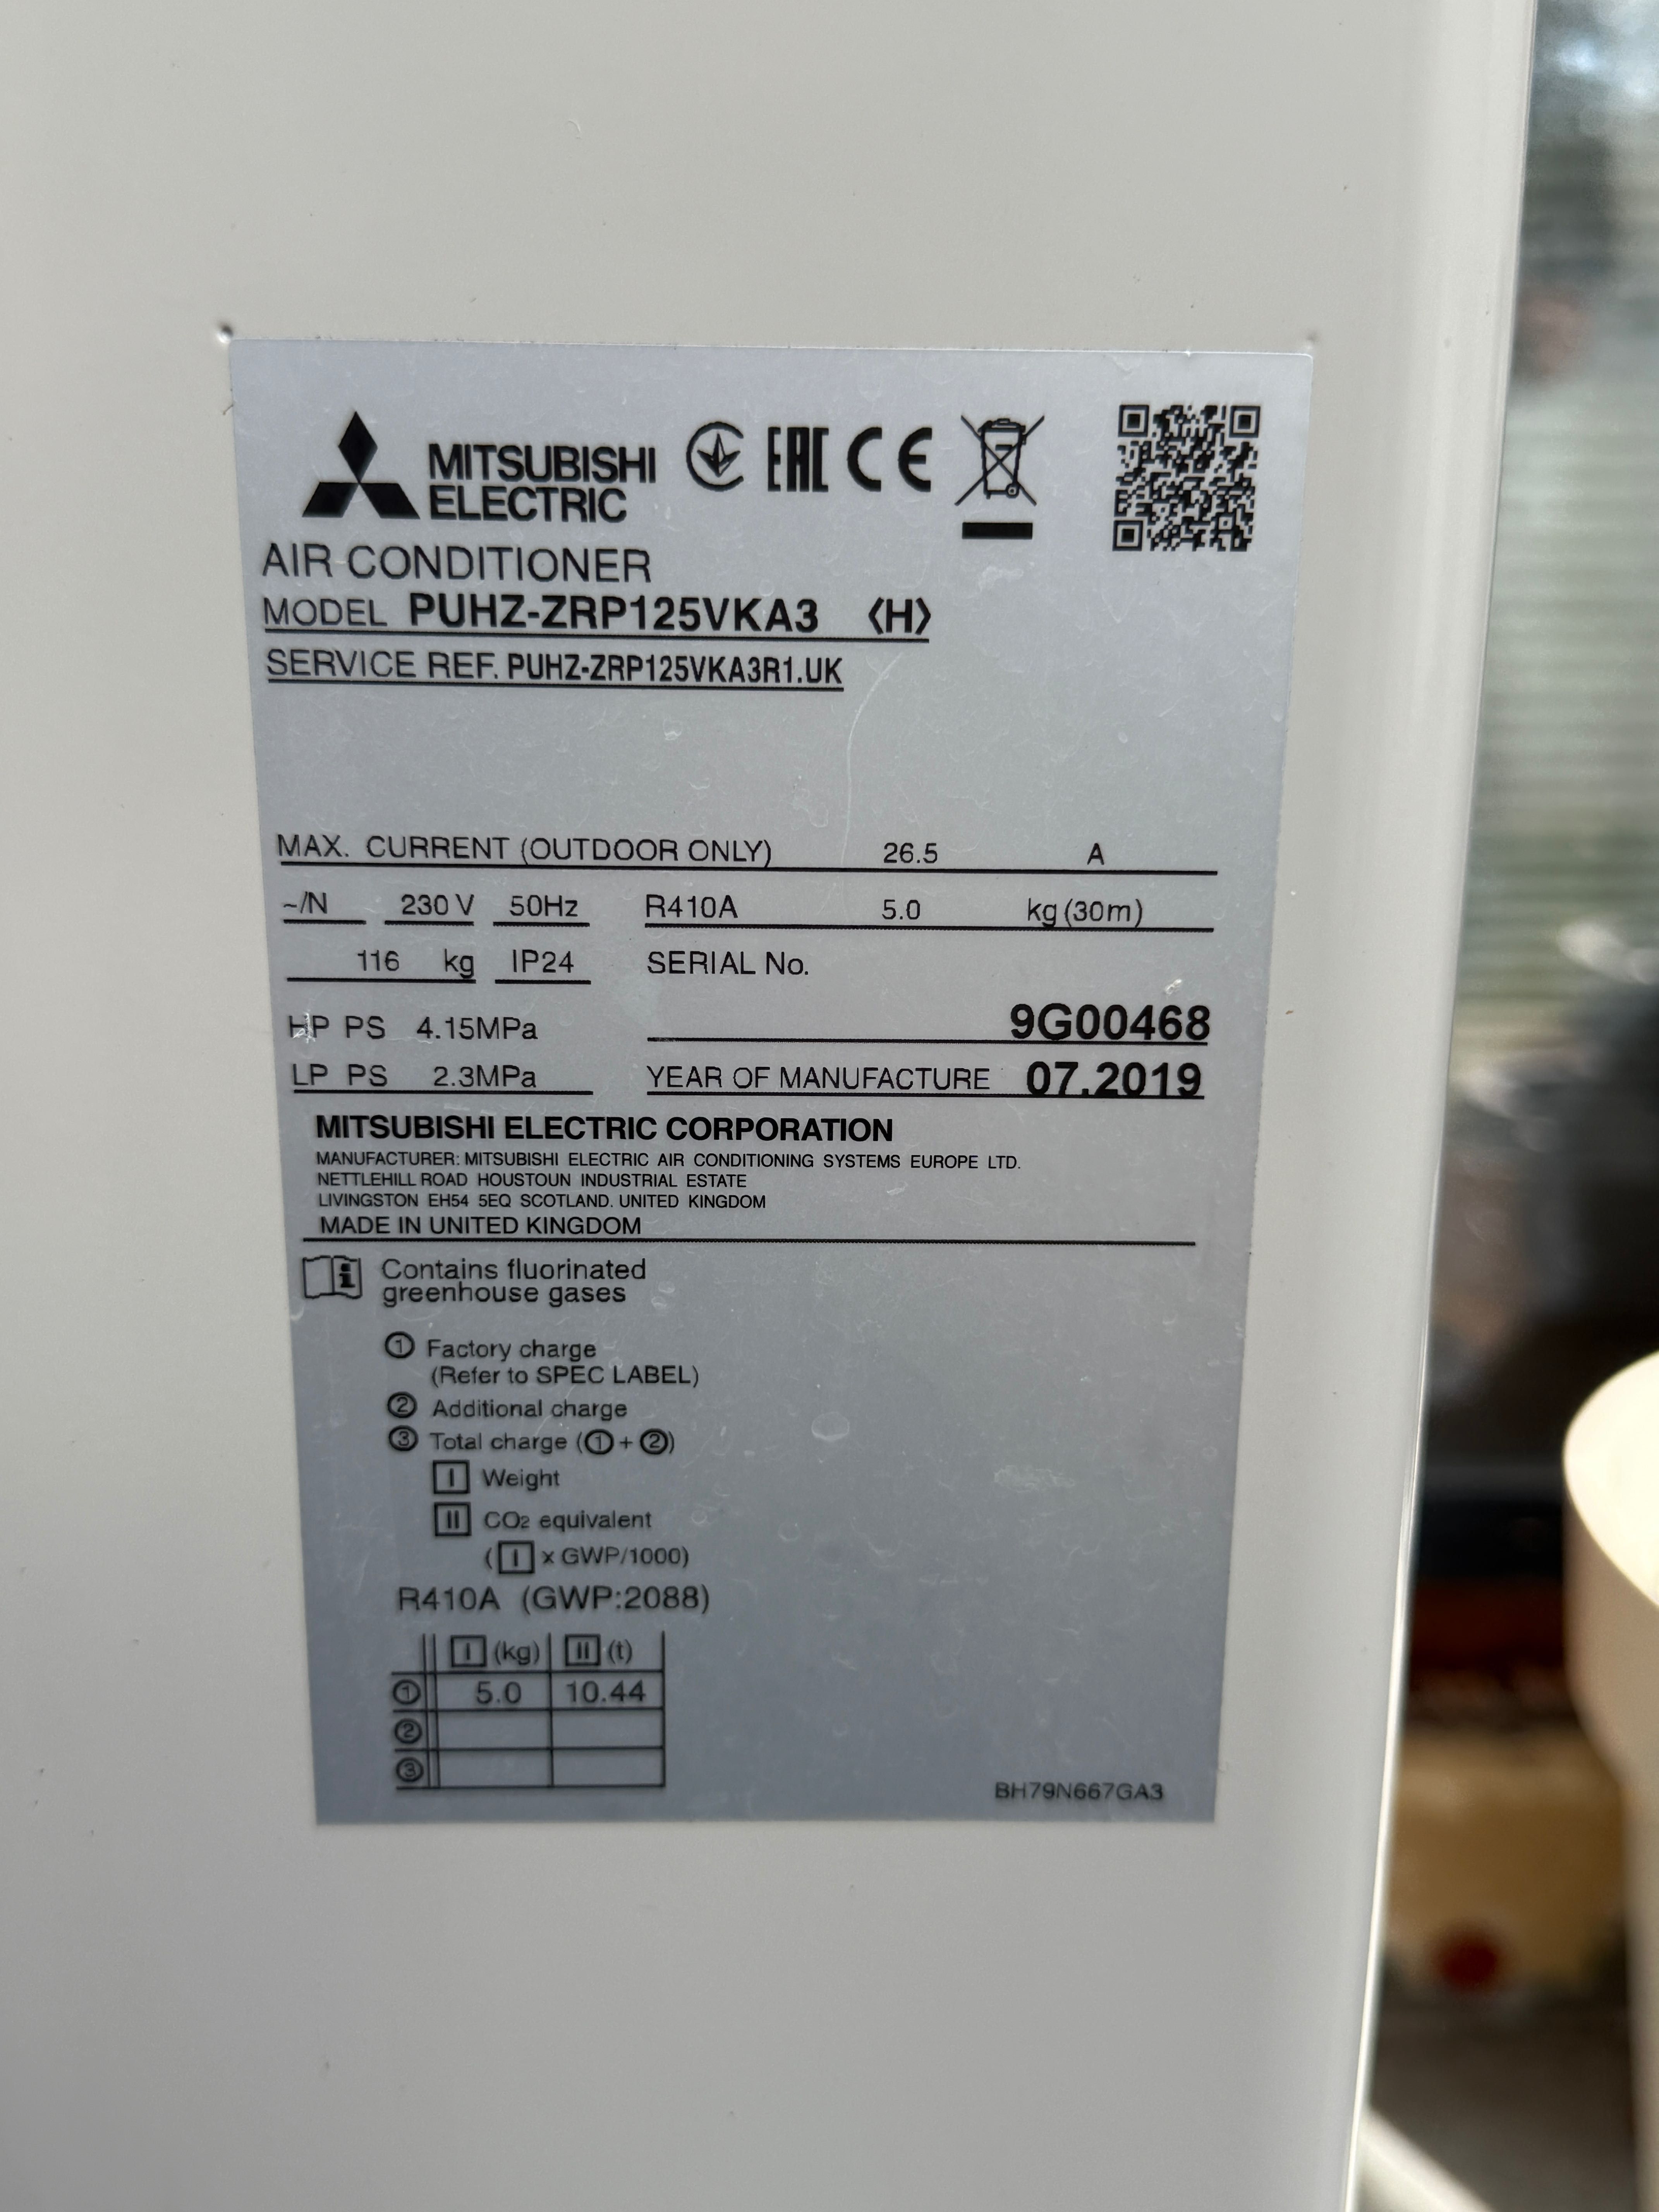 MITSUBISHI
ELECTRIC
EAC CE
AIR CONDITIONER
MODEL PUHZ-ZRP125VKA3 〈H〉
SERVICE REF. PUHZ-ZRP125VKA3R1.UK
MAX. CURRENT (OUTDOOR ONLY) 26.5 A
~/N 230 V 50Hz R410A 5.0 kg (30m)
116 kg IP24 SERIAL No.
HP PS 4.15MPa 9G00468
LP PS 2.3MPa YEAR OF MANUFACTURE 07.2019
MITSUBISHI ELECTRIC CORPORATION
MANUFACTURER: MITSUBISHI ELECTRIC AIR CONDITIONING SYSTEMS EUROPE LTD.
NETTLEHILL ROAD HOUSTOUN INDUSTRIAL ESTATE
LIVINGSTON EH54 5EQ SCOTLAND. UNITED KINGDOM
MADE IN UNITED KINGDOM
i Contains fluorinated
greenhouse gases
① Factory charge
(Refer to SPEC LABEL)
② Additional charge
③ Total charge (①+②)
I Weight
II CO₂ equivalent
(I x GWP/1000)
R410A (GWP:2088)
I (kg) II (t)
① 5.0 10.44
②
③
BH79N667GA3